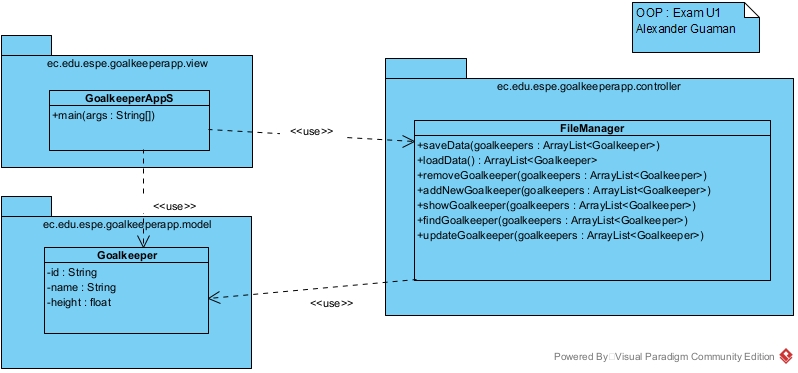 OOP : Exam U1
Alexander Guaman
ec.edu.espe.goalkeeperapp.view
GoalkeeperAppS
+main(args : String[])
<<use>>
ec.edu.espe.goalkeeperapp.controller
FileManager
+saveData(goalkeepers : ArrayList<Goalkeeper>)
+loadData() : ArrayList<Goalkeeper>
+removeGoalkeeper(goalkeepers : ArrayList<Goalkeeper>)
+addNewGoalkeeper(goalkeepers : ArrayList<Goalkeeper>)
+showGoalkeeper(goalkeepers : ArrayList<Goalkeeper>)
+findGoalkeeper(goalkeepers : ArrayList<Goalkeeper>)
+updateGoalkeeper(goalkeepers : ArrayList<Goalkeeper>)
<<use>>
ec.edu.espe.goalkeeperapp.model
Goalkeeper
-id : String
-name : String
-height : float
<<use>>
Powered By Visual Paradigm Community Edition